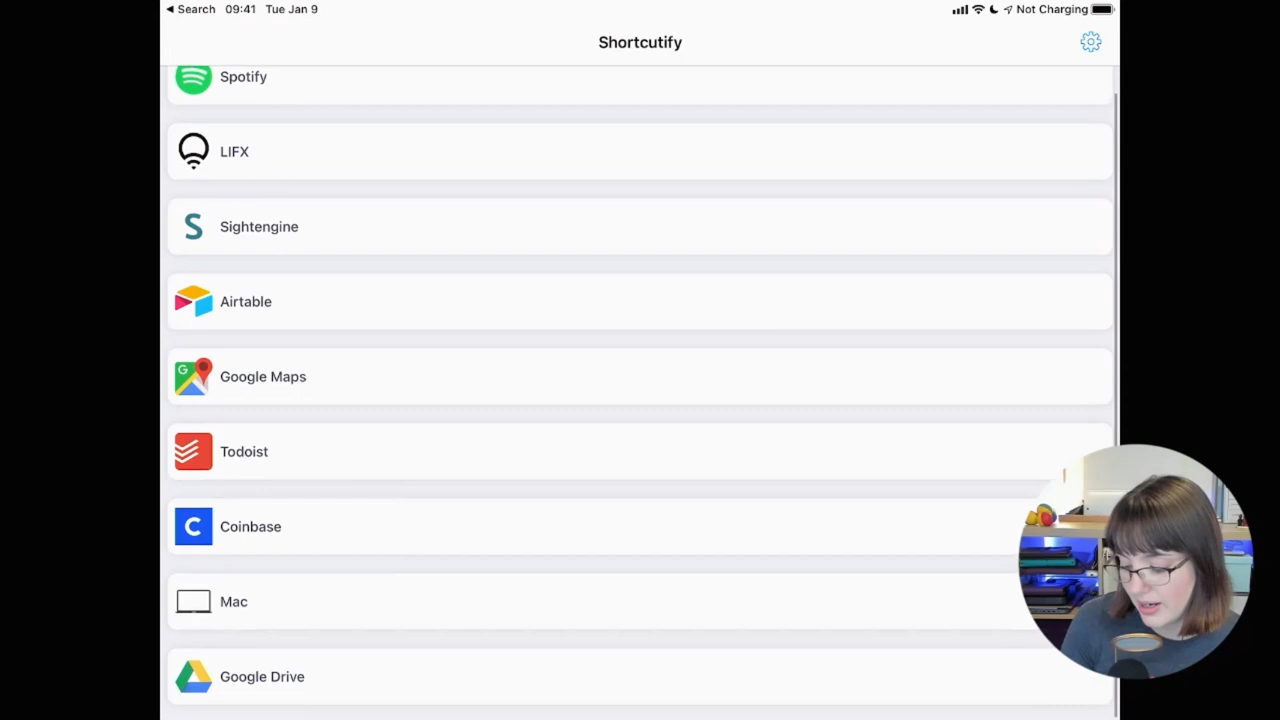 ◀ Search 09:41 Tue Jan 9 Not Charging
Shortcutify
Spotify
LIFX
S Sightengine
Airtable
G Google Maps
Todoist
C Coinbase
Mac
Google Drive